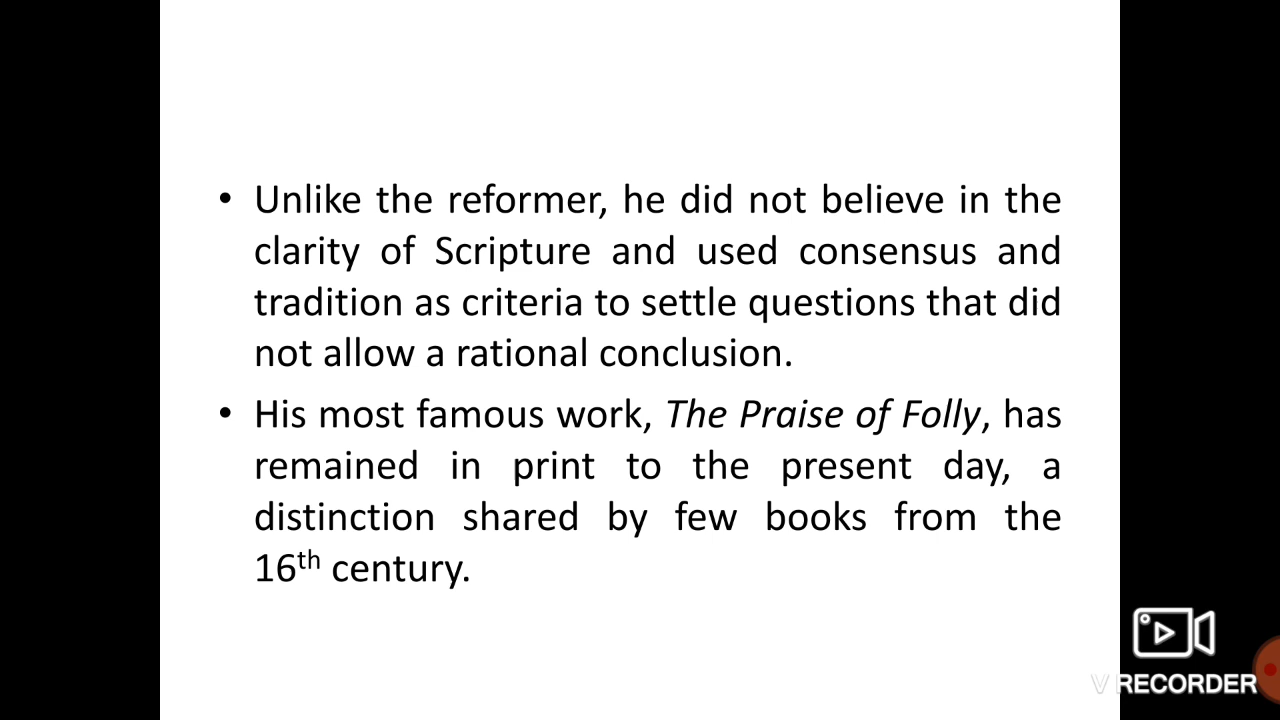 • Unlike the reformer, he did not believe in the
clarity of Scripture and used consensus and
tradition as criteria to settle questions that did
not allow a rational conclusion.
• His most famous work, The Praise of Folly, has
remained in print to the present day, a
distinction shared by few books from the
16th century.
V RECORDER